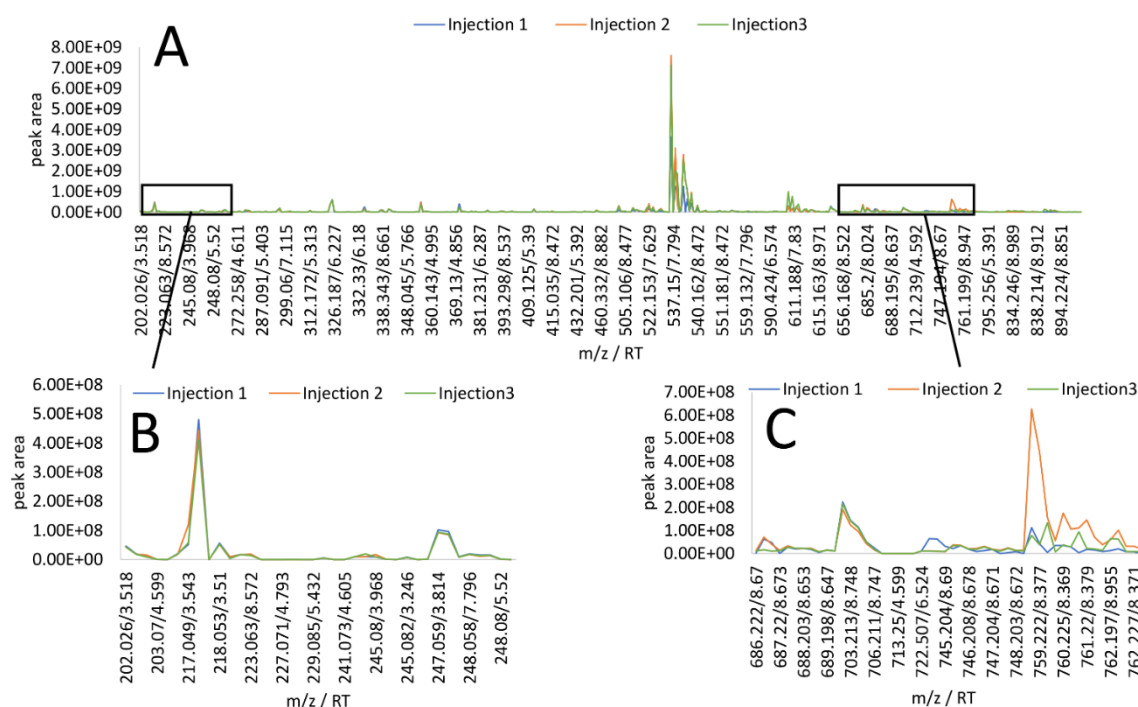 Injection 1 Injection 2 Injection3
A
8.00E+09
7.00E+09
6.00E+09
5.00E+09
4.00E+09
3.00E+09
2.00E+09
1.00E+09
0.00E+00
peak area
202.026/3.518
223.063/8.572
245.08/3.968
248.08/5.52
272.258/4.611
287.091/5.403
299.06/7.115
312.172/5.313
326.187/6.227
332.333/6.18
338.343/8.661
348.045/5.766
360.143/4.995
369.13/4.856
381.231/6.287
393.298/8.537
409.125/5.39
415.035/8.472
432.201/5.392
460.332/8.882
505.106/8.477
522.153/7.629
537.15/7.794
540.162/8.472
551.181/8.472
559.132/7.796
590.424/6.574
611.188/7.83
615.163/8.971
656.168/8.522
685.2/8.024
688.195/8.637
712.239/4.592
747.194/8.67
761.199/8.947
795.256/5.391
834.246/8.989
838.214/8.912
894.224/8.851
m/z / RT
Injection 1 Injection 2 Injection3
B
6.00E+08
5.00E+08
4.00E+08
3.00E+08
2.00E+08
1.00E+08
0.00E+00
peak area
202.026/3.518
203.07/4.599
217.049/3.543
218.053/3.51
223.063/8.572
227.071/4.793
229.085/5.432
241.073/4.605
245.08/3.968
245.082/3.246
247.059/3.814
248.058/7.796
248.08/5.52
m/z / RT
Injection 1 Injection 2 Injection3
C
7.00E+08
6.00E+08
5.00E+08
4.00E+08
3.00E+08
2.00E+08
1.00E+08
0.00E+00
peak area
686.222/8.67
687.22/8.673
688.203/8.653
689.198/8.647
703.213/8.748
706.211/8.747
713.25/4.599
722.507/6.524
745.204/8.69
746.208/8.678
747.204/8.671
748.203/8.672
759.222/8.377
760.225/8.369
761.22/8.379
762.197/8.955
762.227/8.371
m/z / RT